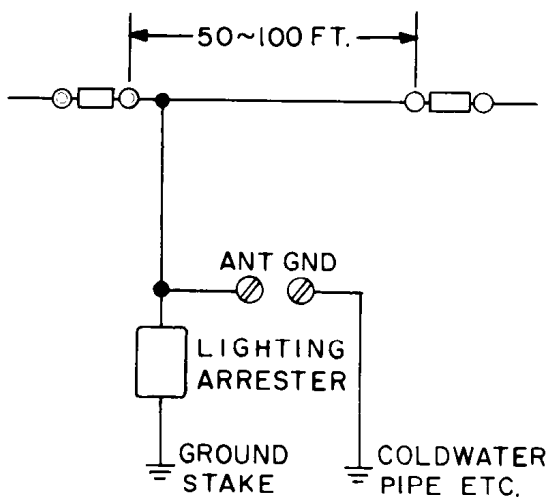 50~100 FT.
ANT GND
LIGHTING
ARRESTER
GROUND
STAKE
COLDWATER
PIPE ETC.